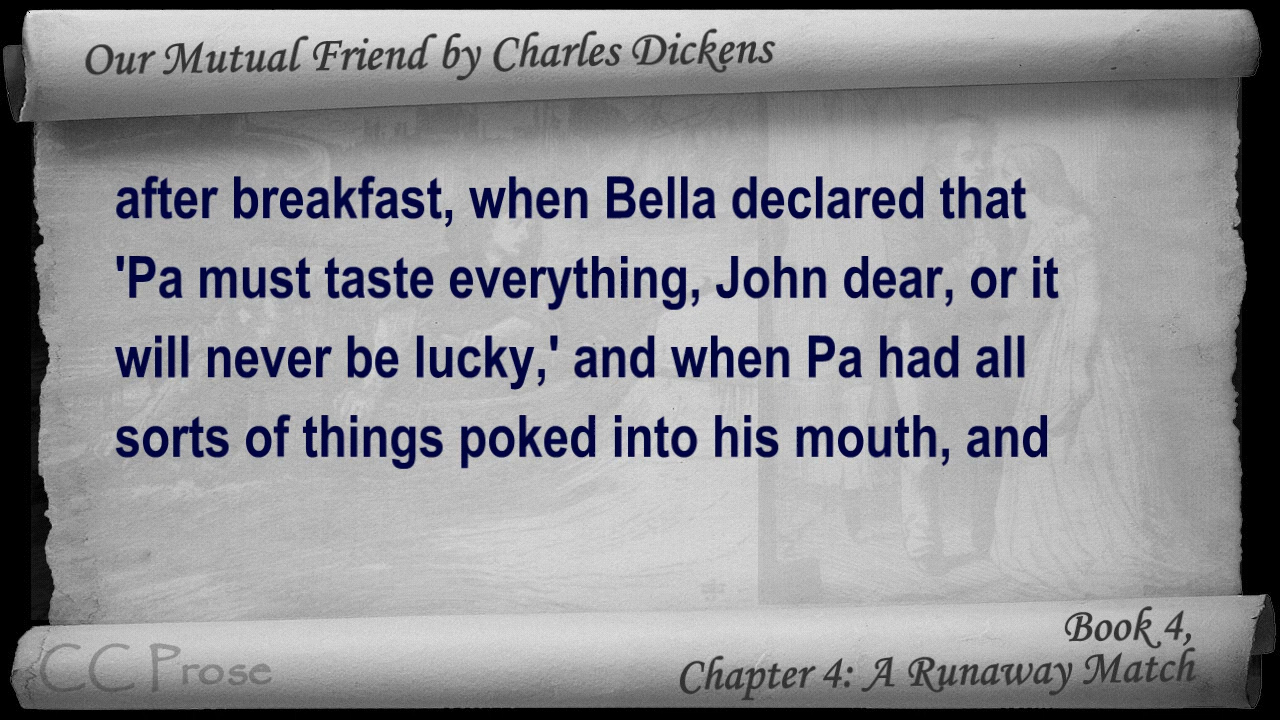 Our Mutual Friend by Charles Dickens
after breakfast, when Bella declared that
'Pa must taste everything, John dear, or it
will never be lucky,' and when Pa had all
sorts of things poked into his mouth, and
Book 4,
Chapter 4: A Runaway Match
CC Prose